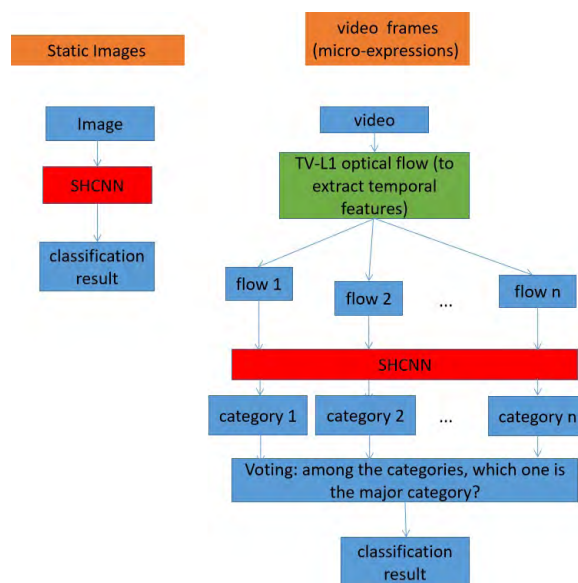 Static Images
Image
SHCNN
classification
result
video frames
(micro-expressions)
video
TV-L1 optical flow (to
extract temporal
features)
flow 1
flow 2
...
flow n
SHCNN
category 1
category 2
...
category n
Voting: among the categories, which one is
the major category?
classification
result